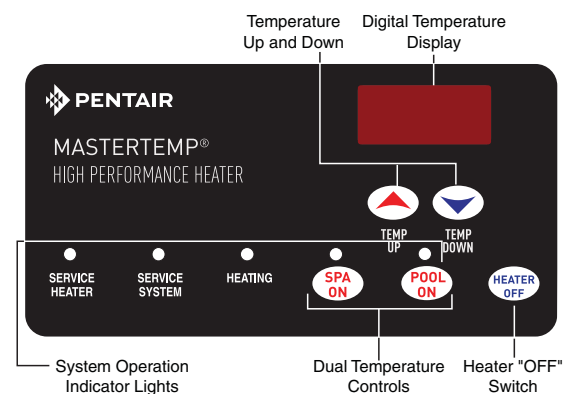 Temperature
Up and Down
Digital Temperature
Display
PENTAIR
MASTERTEMP®
HIGH PERFORMANCE HEATER
TEMP
UP
TEMP
DOWN
SERVICE
HEATER
SERVICE
SYSTEM
HEATING
SPA
ON
POOL
ON
HEATER
OFF
System Operation
Indicator Lights
Dual Temperature
Controls
Heater "OFF"
Switch